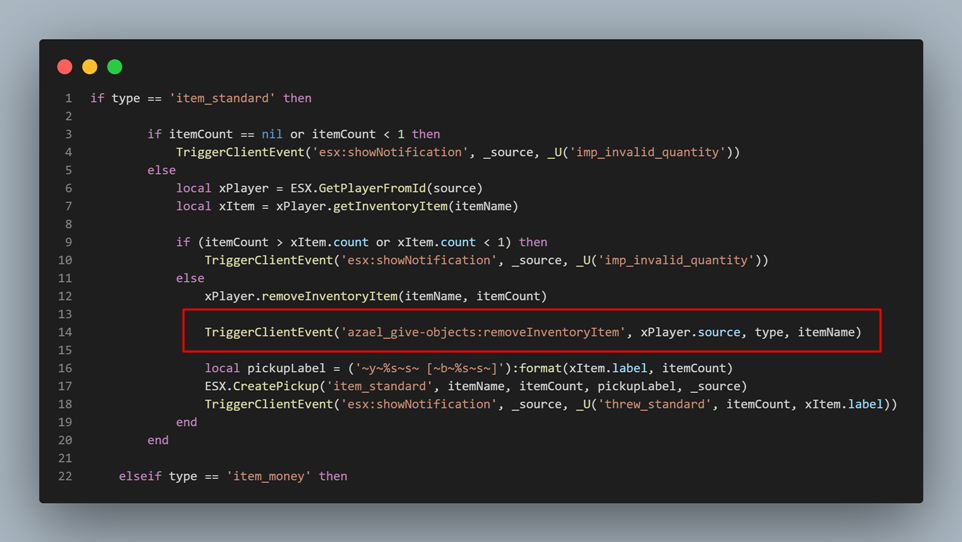 1 if type == 'item_standard' then
2
3 if itemCount == nil or itemCount < 1 then
4 TriggerClientEvent('esx:showNotification', _source, _U('imp_invalid_quantity'))
5 else
6 local xPlayer = ESX.GetPlayerFromId(source)
7 local xItem = xPlayer.getInventoryItem(itemName)
8
9 if (itemCount > xItem.count or xItem.count < 1) then
10 TriggerClientEvent('esx:showNotification', _source, _U('imp_invalid_quantity'))
11 else
12 xPlayer.removeInventoryItem(itemName, itemCount)
13
14 TriggerClientEvent('azael_give-objects:removeInventoryItem', xPlayer.source, type, itemName)
15
16 local pickupLabel = ('~y~%s~s~ [~b~%s~s~]'):format(xItem.label, itemCount)
17 ESX.CreatePickup('item_standard', itemName, itemCount, pickupLabel, _source)
18 TriggerClientEvent('esx:showNotification', _source, _U('threw_standard', itemCount, xItem.label))
19 end
20 end
21
22 elseif type == 'item_money' then